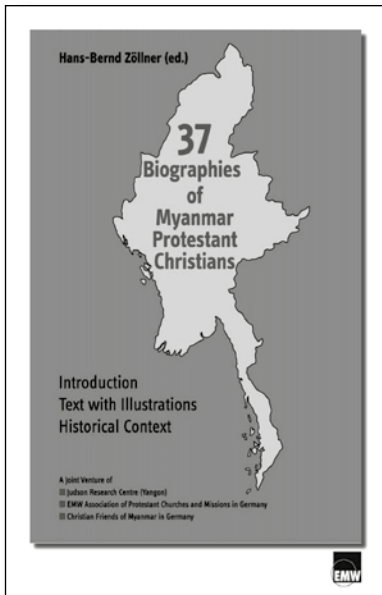 Hans-Bernd Zöllner (ed.)
37
Biographies
of
Myanmar
Protestant
Christians
Introduction
Text with Illustrations
Historical Context
A Joint Venture of
Judson Research Centre (Yangon)
EMW Association of Protestant Churches and Missions in Germany
Christian Friends of Myanmar in Germany
EMW